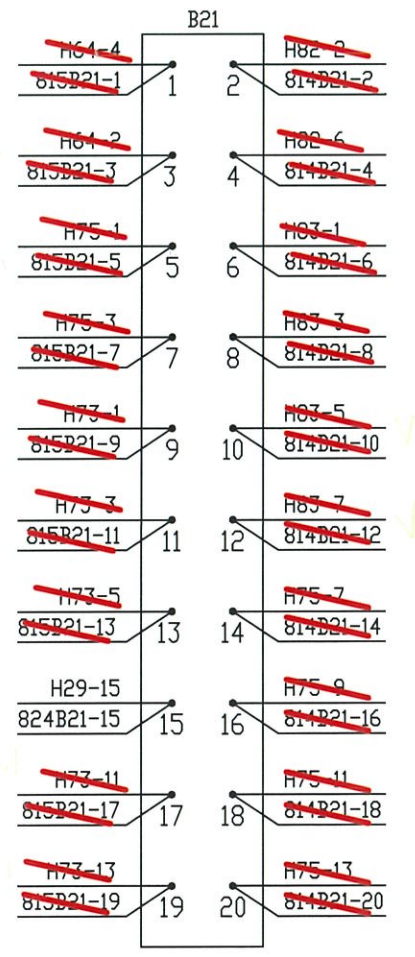 B21
H64-4 H82-2
815B21-1 1 2 814B21-2
H64-2 H82-6
815B21-3 3 4 814B21-4
H75-1 H83-1
815B21-5 5 6 814B21-6
H75-3 H83-3
815B21-7 7 8 814B21-8
H73-1 H83-5
815B21-9 9 10 814B21-10
H73-3 H83-7
815B21-11 11 12 814B21-12
H73-5 H75-7
815B21-13 13 14 814B21-14
H29-15 H75-9
824B21-15 15 16 814B21-16
H73-11 H75-11
815B21-17 17 18 814B21-18
H73-13 H75-13
815B21-19 19 20 814B21-20